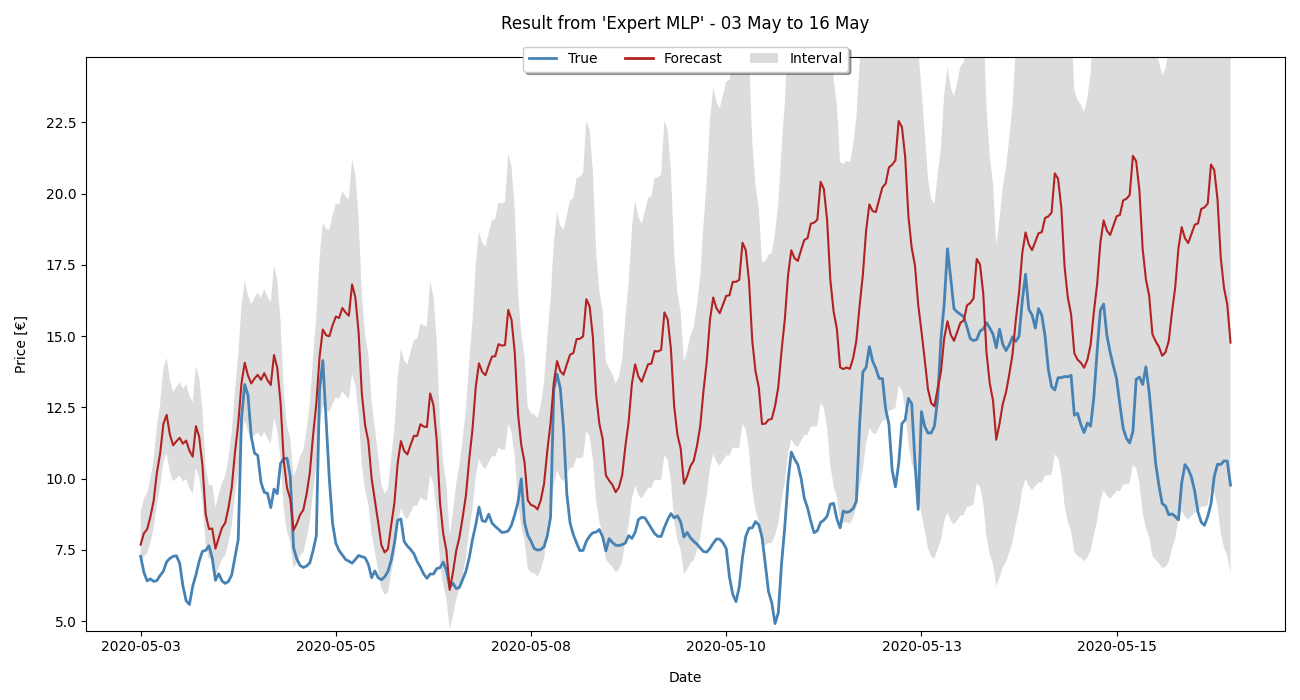 Result from 'Expert MLP' - 03 May to 16 May
True Forecast Interval
Price [€]
22.5
20.0
17.5
15.0
12.5
10.0
7.5
5.0
2020-05-03 2020-05-05 2020-05-08 2020-05-10 2020-05-13 2020-05-15
Date